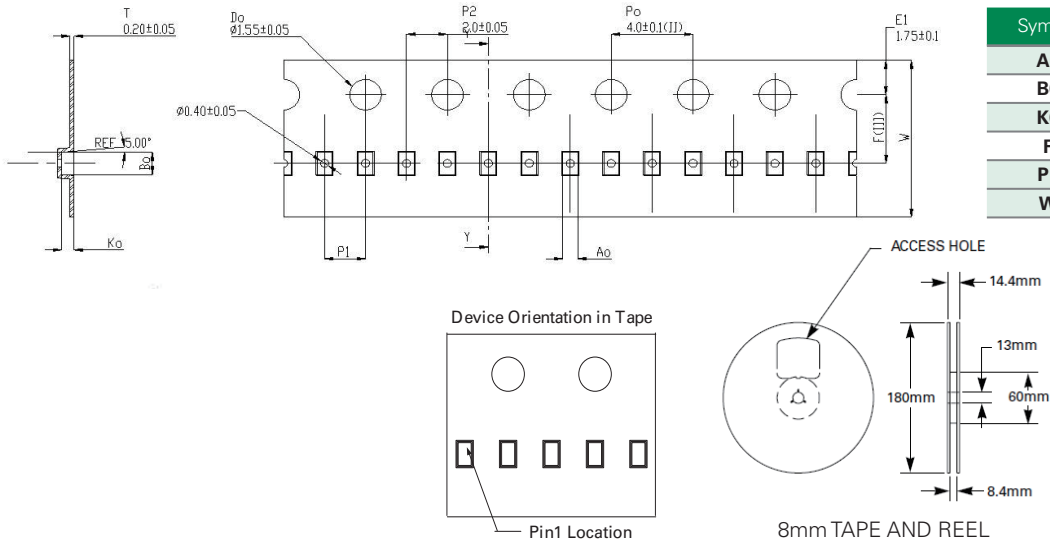 T
0.20±0.05
Do
Ø1.55±0.05
P2
2.0±0.05
Y
Po
4.0±0.1(II)
E1
1.75±0.1
Ø0.40±0.05
REF 5.00°
Bo
Ko
F(III)
W
P1
Y
Ao
Sym
A
B
K
F
P
W
ACCESS HOLE
14.4mm
13mm
180mm
60mm
8.4mm
8mm TAPE AND REEL
Device Orientation in Tape
Pin1 Location